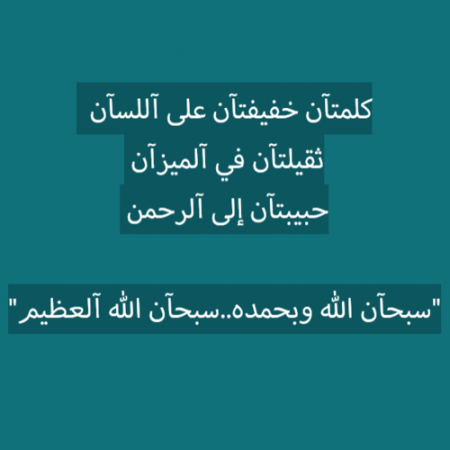 كلمتآن خفيفتآن على آللسآن
ثقيلتآن في آلميزآن
حبيبتآن إلى آلرحمن
"سبحآن الله وبحمده..سبحآن الله آلعظيم"